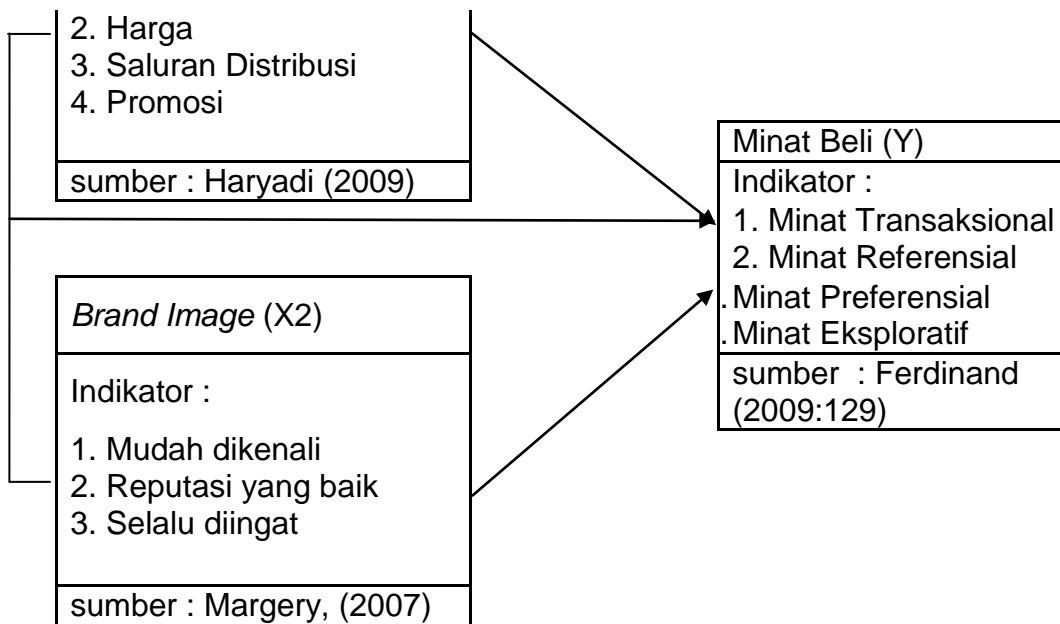 2. Harga
3. Saluran Distribusi
4. Promosi
sumber : Haryadi (2009)
Brand Image (X2)
Indikator :
1. Mudah dikenali
2. Reputasi yang baik
3. Selalu diingat
sumber : Margery, (2007)
Minat Beli (Y)
Indikator :
1. Minat Transaksional
2. Minat Referensial
. Minat Preferensial
. Minat Eksploratif
sumber : Ferdinand
(2009:129)